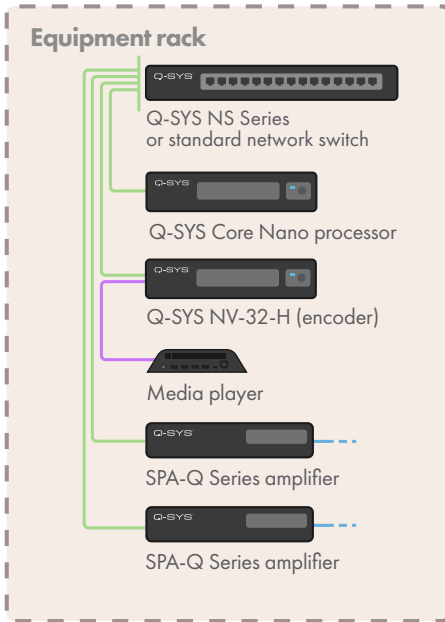 Equipment rack
Q-SYS
Q-SYS NS Series
or standard network switch
Q-SYS
Q-SYS Core Nano processor
Q-SYS
Q-SYS NV-32-H (encoder)
Media player
Q-SYS
SPA-Q Series amplifier
Q-SYS
SPA-Q Series amplifier